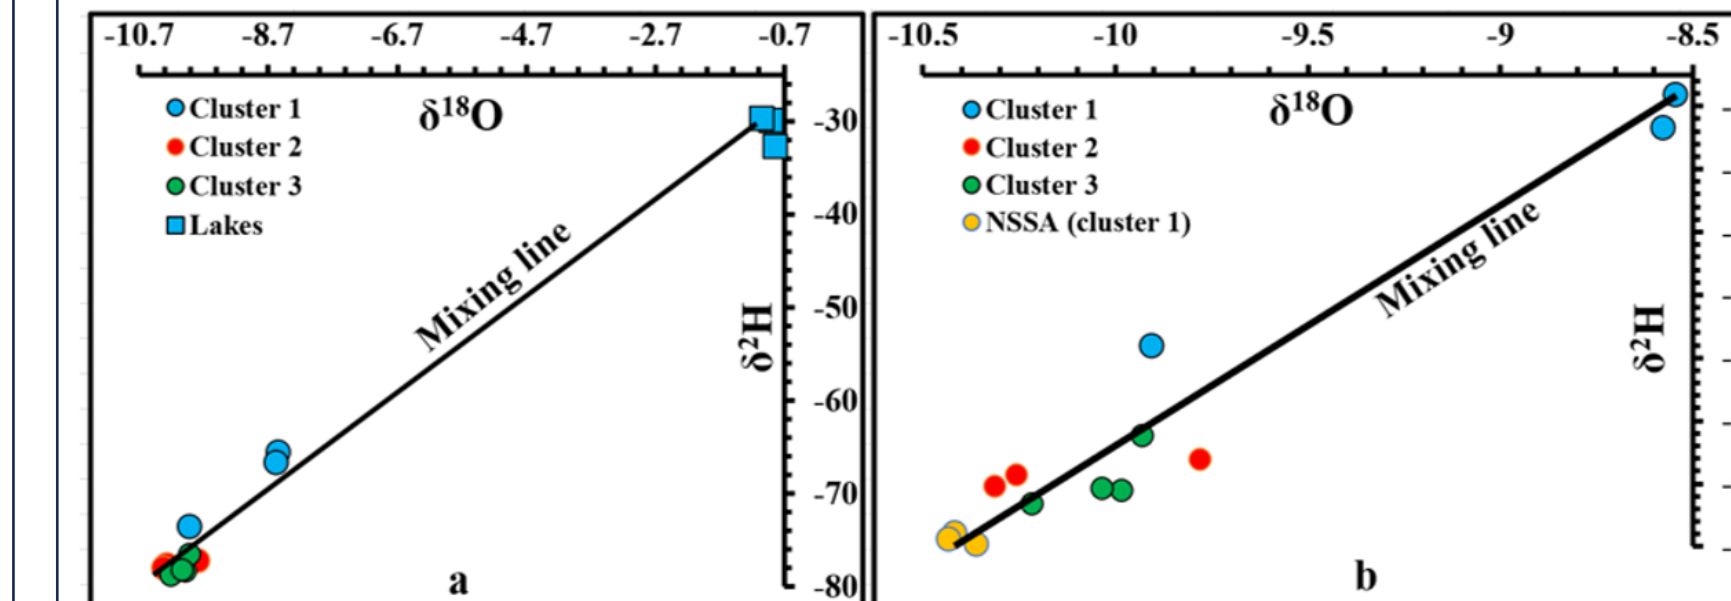 -10.7 -8.7 -6.7 -4.7 -2.7 -0.7
δ¹⁸O
Cluster 1
Cluster 2
Cluster 3
Lakes
Mixing line
-30
-40
-50
-60
-70
-80
δ²H
a
-10.5 -10 -9.5 -9 -8.5
δ¹⁸O
Cluster 1
Cluster 2
Cluster 3
NSSA (cluster 1)
Mixing line
δ²H
b